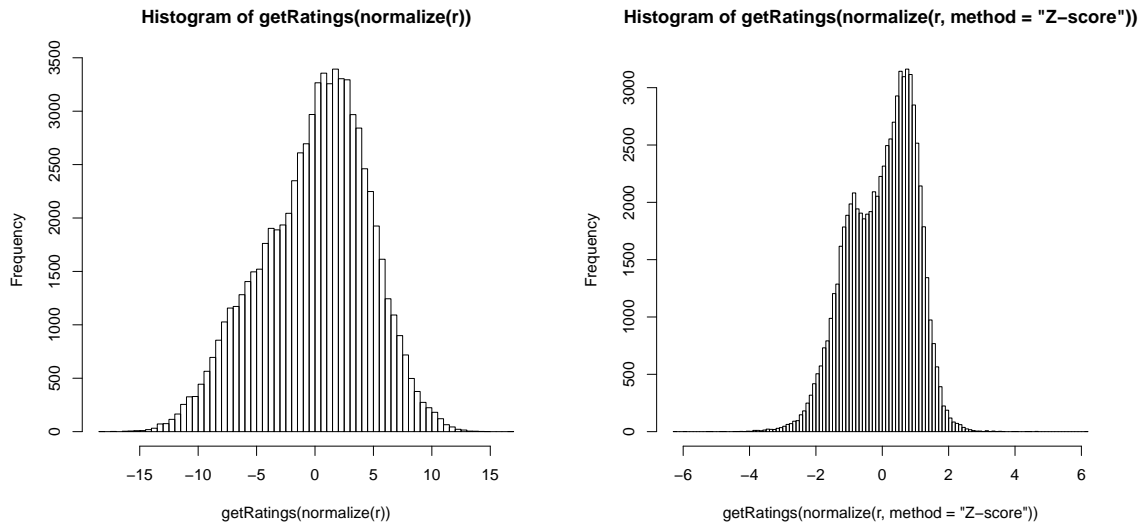 Histogram of getRatings(normalize(r))
Frequency
3500
3000
2500
2000
1500
1000
500
0
−15 −10 −5 0 5 10 15
getRatings(normalize(r))
Histogram of getRatings(normalize(r, method = "Z−score"))
Frequency
3000
2500
2000
1500
1000
500
0
−6 −4 −2 0 2 4 6
getRatings(normalize(r, method = "Z−score"))